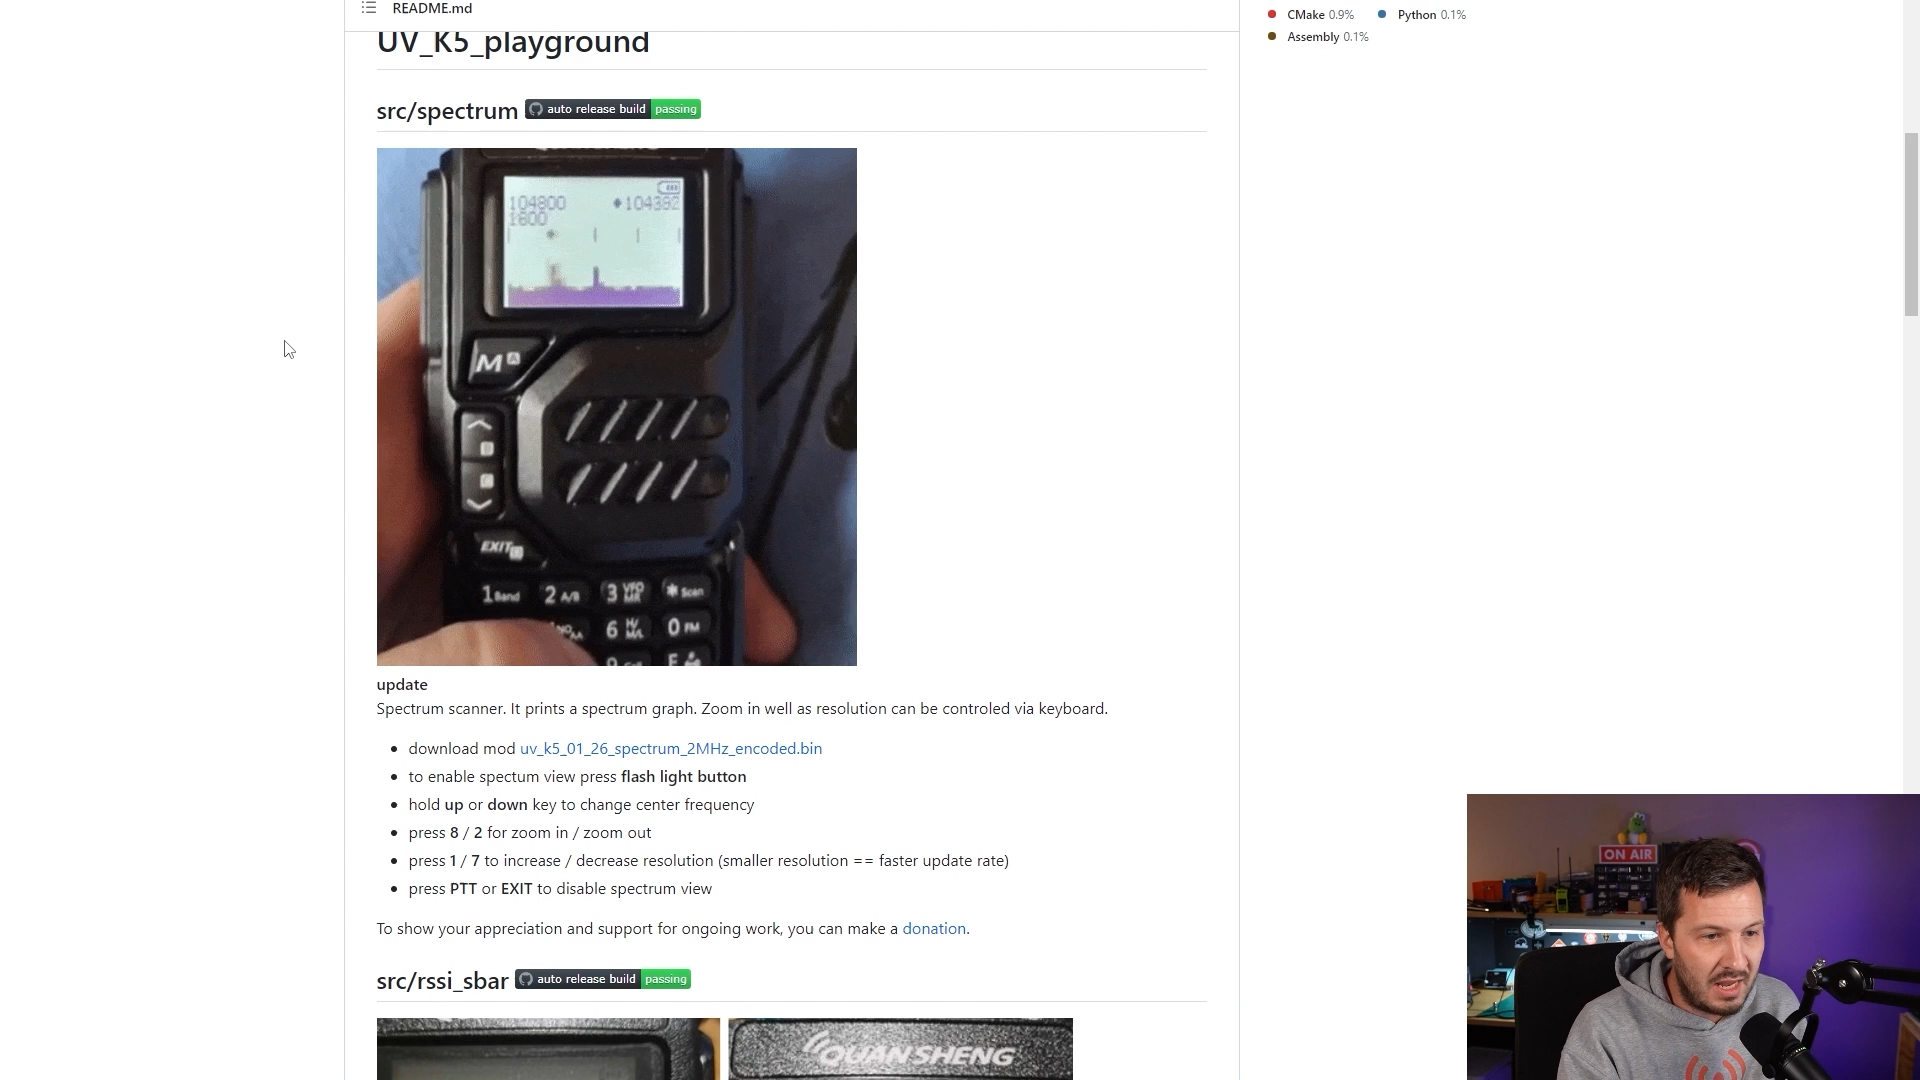 README.md
CMake 0.9% Python 0.1%
Assembly 0.1%
UV_K5_playground
src/spectrum auto release build passing
104800 104392
1600
M A
B
C
EXIT
1 Band 2 A/B 3 VFO MR * Scan
6 H/M/L 0 FM
F
update
Spectrum scanner. It prints a spectrum graph. Zoom in well as resolution can be controled via keyboard.
download mod uv_k5_01_26_spectrum_2MHz_encoded.bin
to enable spectum view press flash light button
hold up or down key to change center frequency
press 8 / 2 for zoom in / zoom out
press 1 / 7 to increase / decrease resolution (smaller resolution == faster update rate)
press PTT or EXIT to disable spectrum view
To show your appreciation and support for ongoing work, you can make a donation.
src/rssi_sbar auto release build passing
QUANSHENG
ON AIR